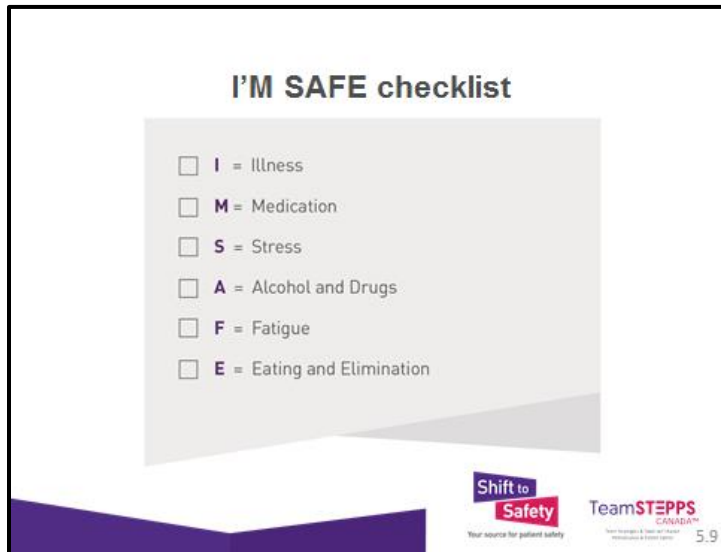 I'M SAFE checklist
I = Illness
M = Medication
S = Stress
A = Alcohol and Drugs
F = Fatigue
E = Eating and Elimination
Shift to
Safety
Your source for patient safety
TeamSTEPPS
CANADA™
5.9